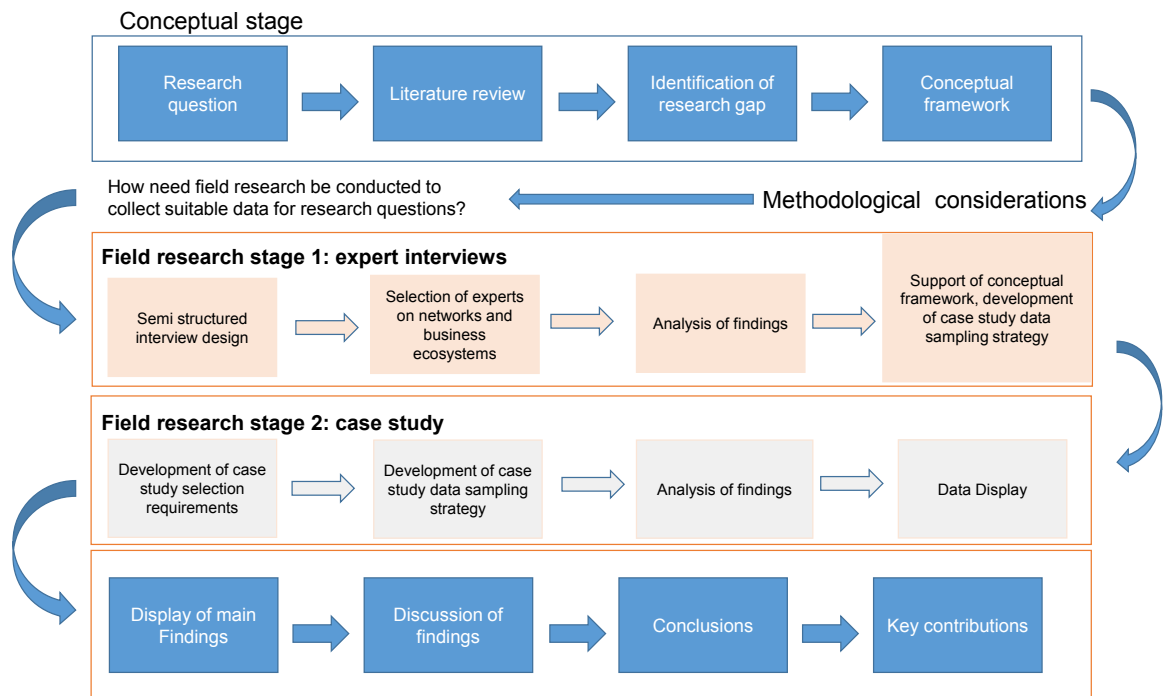 Conceptual stage
Research
question
Literature review
Identification of
research gap
Conceptual
framework
How need field research be conducted to
collect suitable data for research questions?
Methodological considerations
Field research stage 1: expert interviews
Semi structured
interview design
Selection of experts
on networks and
business
ecosystems
Analysis of findings
Support of conceptual
framework, development
of case study data
sampling strategy
Field research stage 2: case study
Development of case
study selection
requirements
Development of case
study data sampling
strategy
Analysis of findings
Data Display
Display of main
Findings
Discussion of
findings
Conclusions
Key contributions